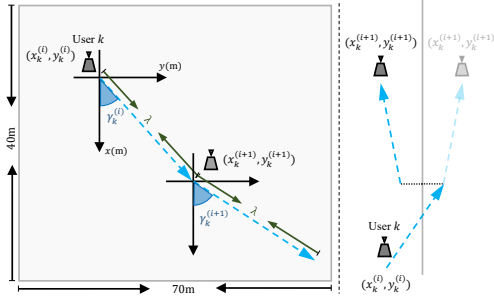 User k
(x_k^{(i)}, y_k^{(i)})
y(m)
λ
γ_k^{(i)}
x(m)
40m
(x_k^{(i+1)}, y_k^{(i+1)})
λ
γ_k^{(i+1)}
70m
(x_k^{(i+1)}, y_k^{(i+1)})
(x_k^{(i+1)}, y_k^{(i+1)})
User k
(x_k^{(i)}, y_k^{(i)})